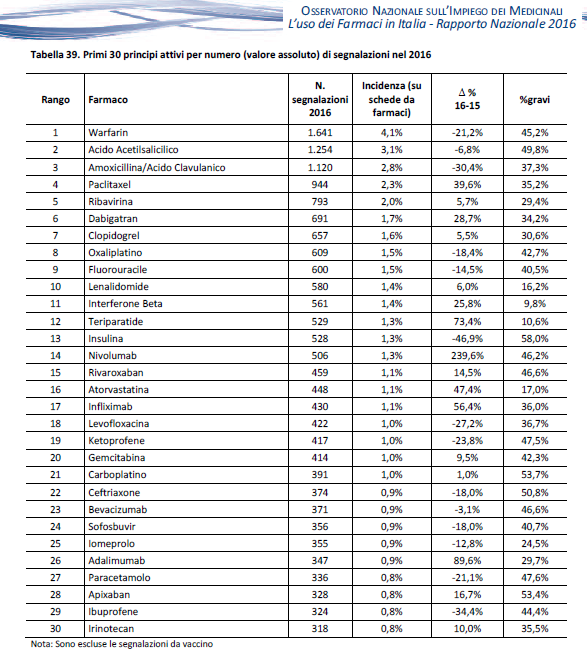 OSSERVATORIO NAZIONALE SULL'IMPIEGO DEI MEDICINALI
L'uso dei Farmaci in Italia - Rapporto Nazionale 2016
Tabella 39. Primi 30 principi attivi per numero (valore assoluto) di segnalazioni nel 2016
Rango Farmaco N. segnalazioni 2016 Incidenza (su schede da farmaci) Δ % 16-15 %gravi
1 Warfarin 1.641 4,1% -21,2% 45,2%
2 Acido Acetilsalicilico 1.254 3,1% -6,8% 49,8%
3 Amoxicillina/Acido Clavulanico 1.120 2,8% -30,4% 37,3%
4 Paclitaxel 944 2,3% 39,6% 35,2%
5 Ribavirina 793 2,0% 5,7% 29,4%
6 Dabigatran 691 1,7% 28,7% 34,2%
7 Clopidogrel 657 1,6% 5,5% 30,6%
8 Oxaliplatino 609 1,5% -18,4% 42,7%
9 Fluorouracile 600 1,5% -14,5% 40,5%
10 Lenalidomide 580 1,4% 6,0% 16,2%
11 Interferone Beta 561 1,4% 25,8% 9,8%
12 Teriparatide 529 1,3% 73,4% 10,6%
13 Insulina 528 1,3% -46,9% 58,0%
14 Nivolumab 506 1,3% 239,6% 46,2%
15 Rivaroxaban 459 1,1% 14,5% 46,6%
16 Atorvastatina 448 1,1% 47,4% 17,0%
17 Infliximab 430 1,1% 56,4% 36,0%
18 Levofloxacina 422 1,0% -27,2% 36,7%
19 Ketoprofene 417 1,0% -23,8% 47,5%
20 Gemcitabina 414 1,0% 9,5% 42,3%
21 Carboplatino 391 1,0% 1,0% 53,7%
22 Ceftriaxone 374 0,9% -18,0% 50,8%
23 Bevacizumab 371 0,9% -3,1% 46,6%
24 Sofosbuvir 356 0,9% -18,0% 40,7%
25 Iomeprolo 355 0,9% -12,8% 24,5%
26 Adalimumab 347 0,9% 89,6% 29,7%
27 Paracetamolo 336 0,8% -21,1% 47,6%
28 Apixaban 328 0,8% 16,7% 53,4%
29 Ibuprofene 324 0,8% -34,4% 44,4%
30 Irinotecan 318 0,8% 10,0% 35,5%
Nota: Sono escluse le segnalazioni da vaccino